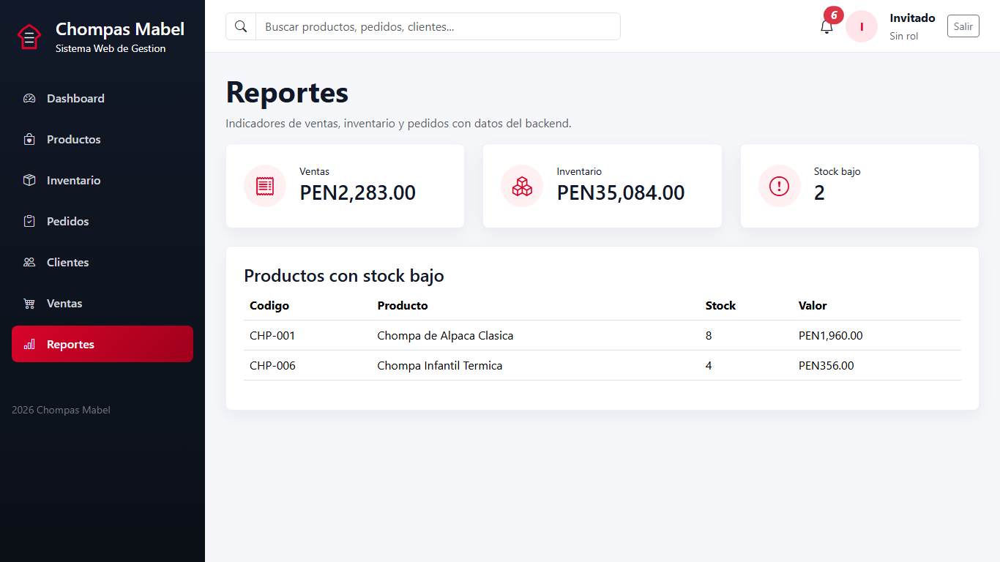 Chompas Mabel
Sistema Web de Gestion
Dashboard
Productos
Inventario
Pedidos
Clientes
Ventas
Reportes
2026 Chompas Mabel
Buscar productos, pedidos, clientes...
6
I
Invitado
Sin rol
Salir
Reportes
Indicadores de ventas, inventario y pedidos con datos del backend.
Ventas
PEN2,283.00
Inventario
PEN35,084.00
Stock bajo
2
Productos con stock bajo
Codigo Producto Stock Valor
CHP-001 Chompa de Alpaca Clasica 8 PEN1,960.00
CHP-006 Chompa Infantil Termica 4 PEN356.00